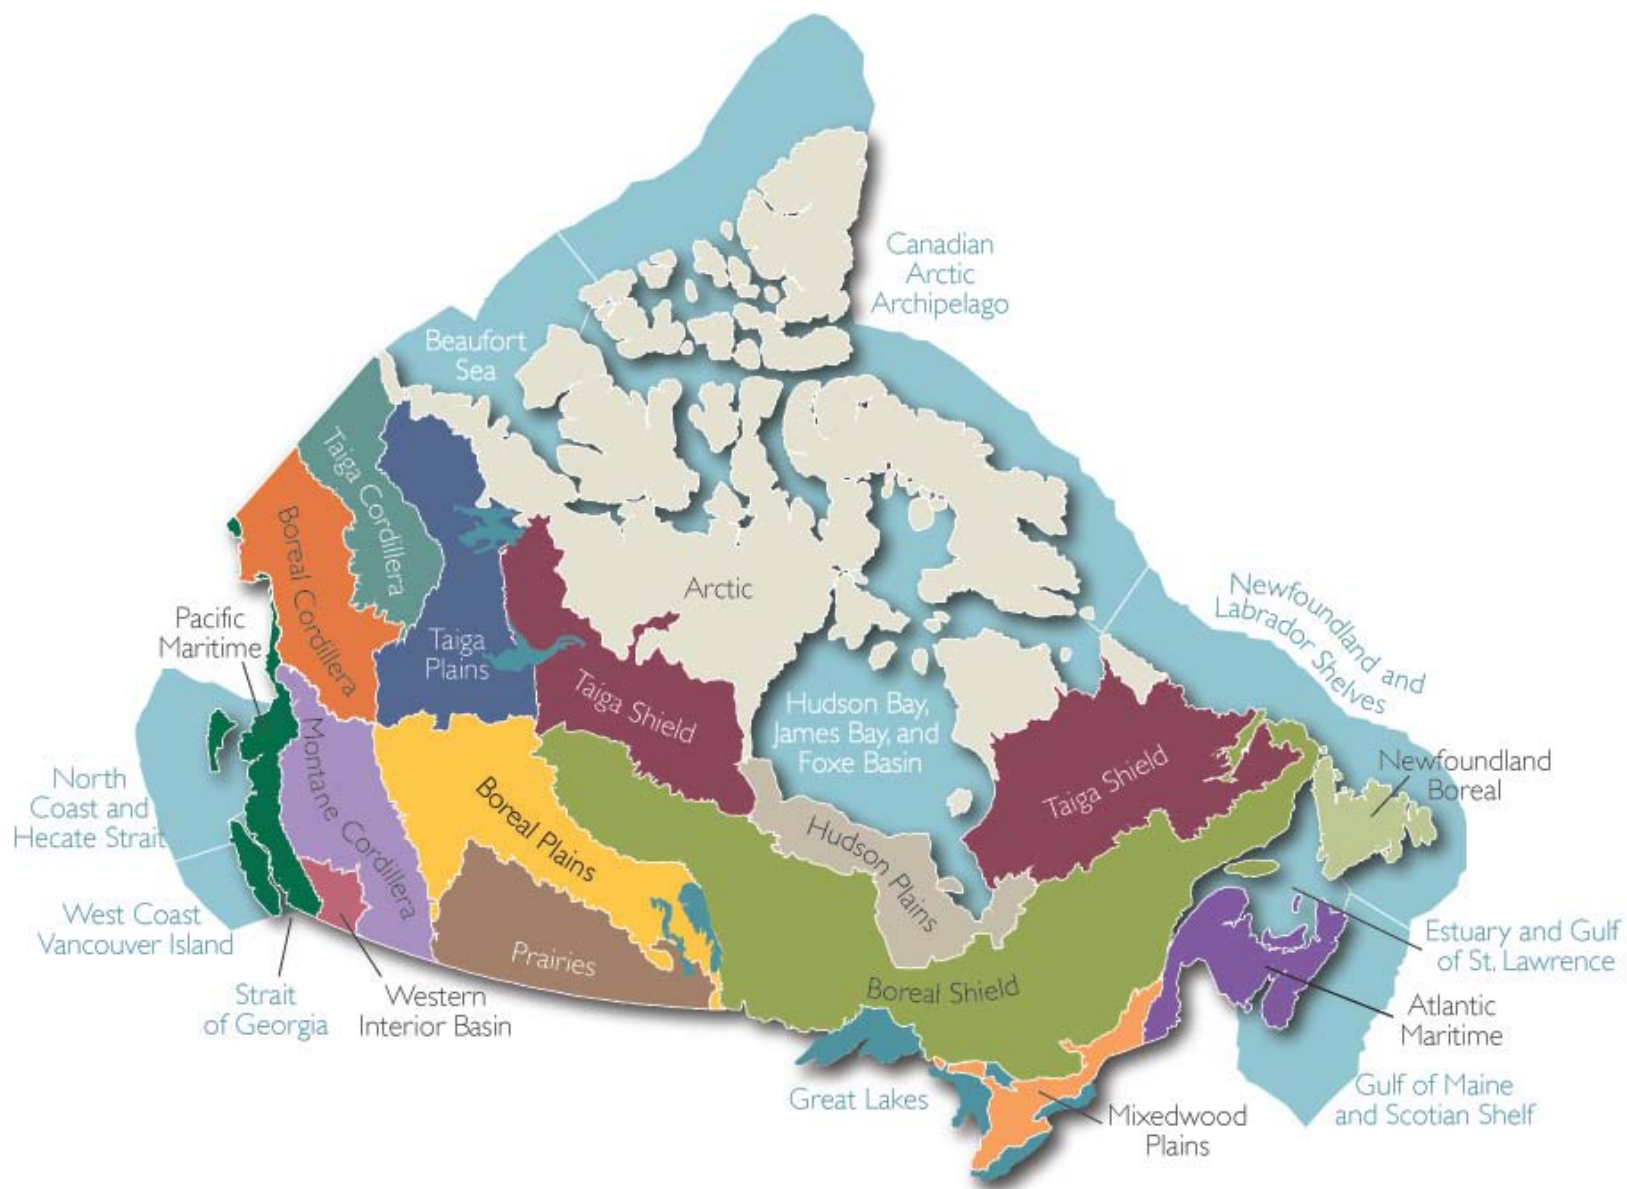 Canadian
Arctic
Archipelago
Beaufort
Sea
Taiga Cordillera
Boreal Cordillera
Arctic
Newfoundland and
Labrador Shelves
Pacific
Maritime
Taiga
Plains
Taiga Shield
Hudson Bay,
James Bay, and
Foxe Basin
Taiga Shield
Newfoundland
Boreal
North
Coast and
Hecate Strait
Montane Cordillera
Boreal Plains
Hudson Plains
West Coast
Vancouver Island
Prairies
Boreal Shield
Estuary and Gulf
of St. Lawrence
Strait
of Georgia
Western
Interior Basin
Atlantic
Maritime
Great Lakes
Gulf of Maine
and Scotian Shelf
Mixedwood
Plains